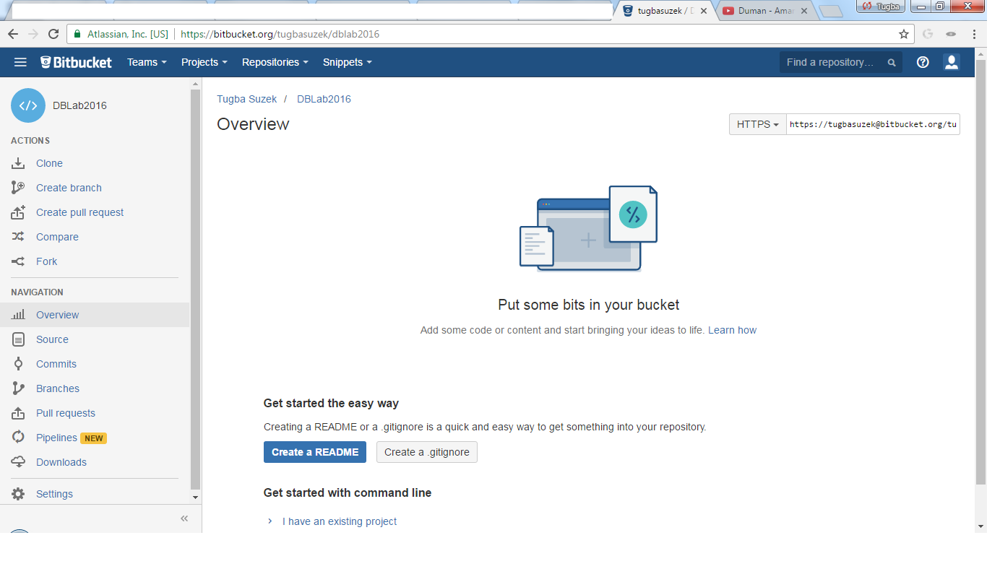 tugbasuzek / D
Duman - Aman
Tugba
Atlassian, Inc. [US] https://bitbucket.org/tugbasuzek/dblab2016
Bitbucket Teams Projects Repositories Snippets Find a repository...
DBLab2016
ACTIONS
Clone
Create branch
Create pull request
Compare
Fork
NAVIGATION
Overview
Source
Commits
Branches
Pull requests
Pipelines NEW
Downloads
Settings
Tugba Suzek / DBLab2016
Overview
HTTPS https://tugbasuzek@bitbucket.org/tu
Put some bits in your bucket
Add some code or content and start bringing your ideas to life. Learn how
Get started the easy way
Creating a README or a .gitignore is a quick and easy way to get something into your repository.
Create a README Create a .gitignore
Get started with command line
I have an existing project